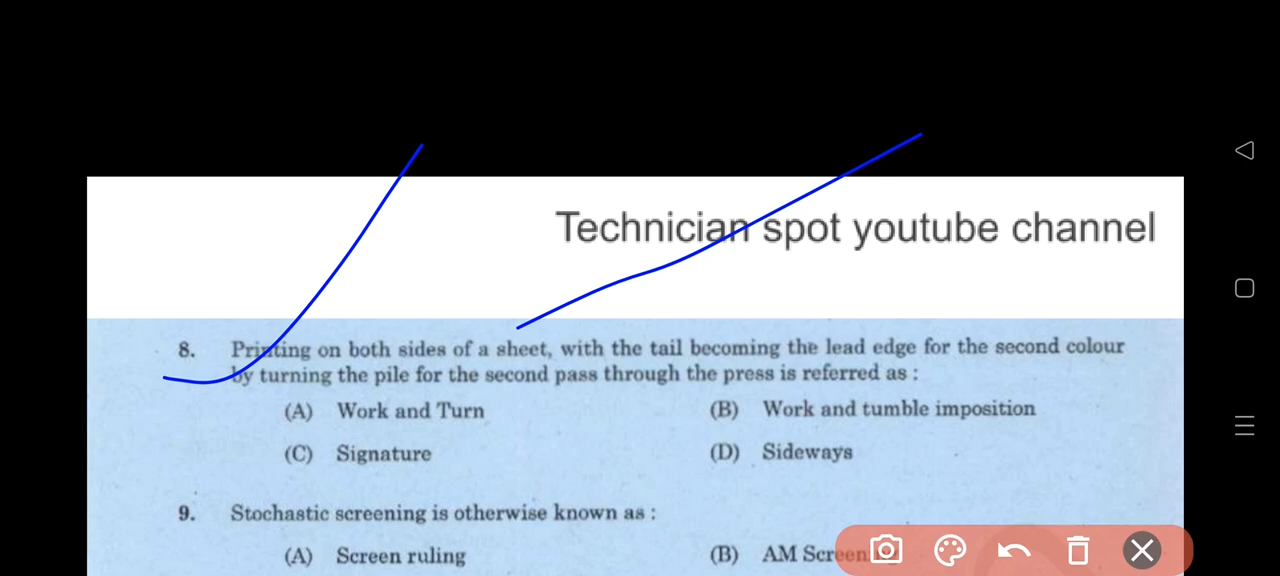 Technician spot youtube channel
8. Printing on both sides of a sheet, with the tail becoming the lead edge for the second colour
by turning the pile for the second pass through the press is referred as :
(A) Work and Turn (B) Work and tumble imposition
(C) Signature (D) Sideways
9. Stochastic screening is otherwise known as :
(A) Screen ruling (B) AM